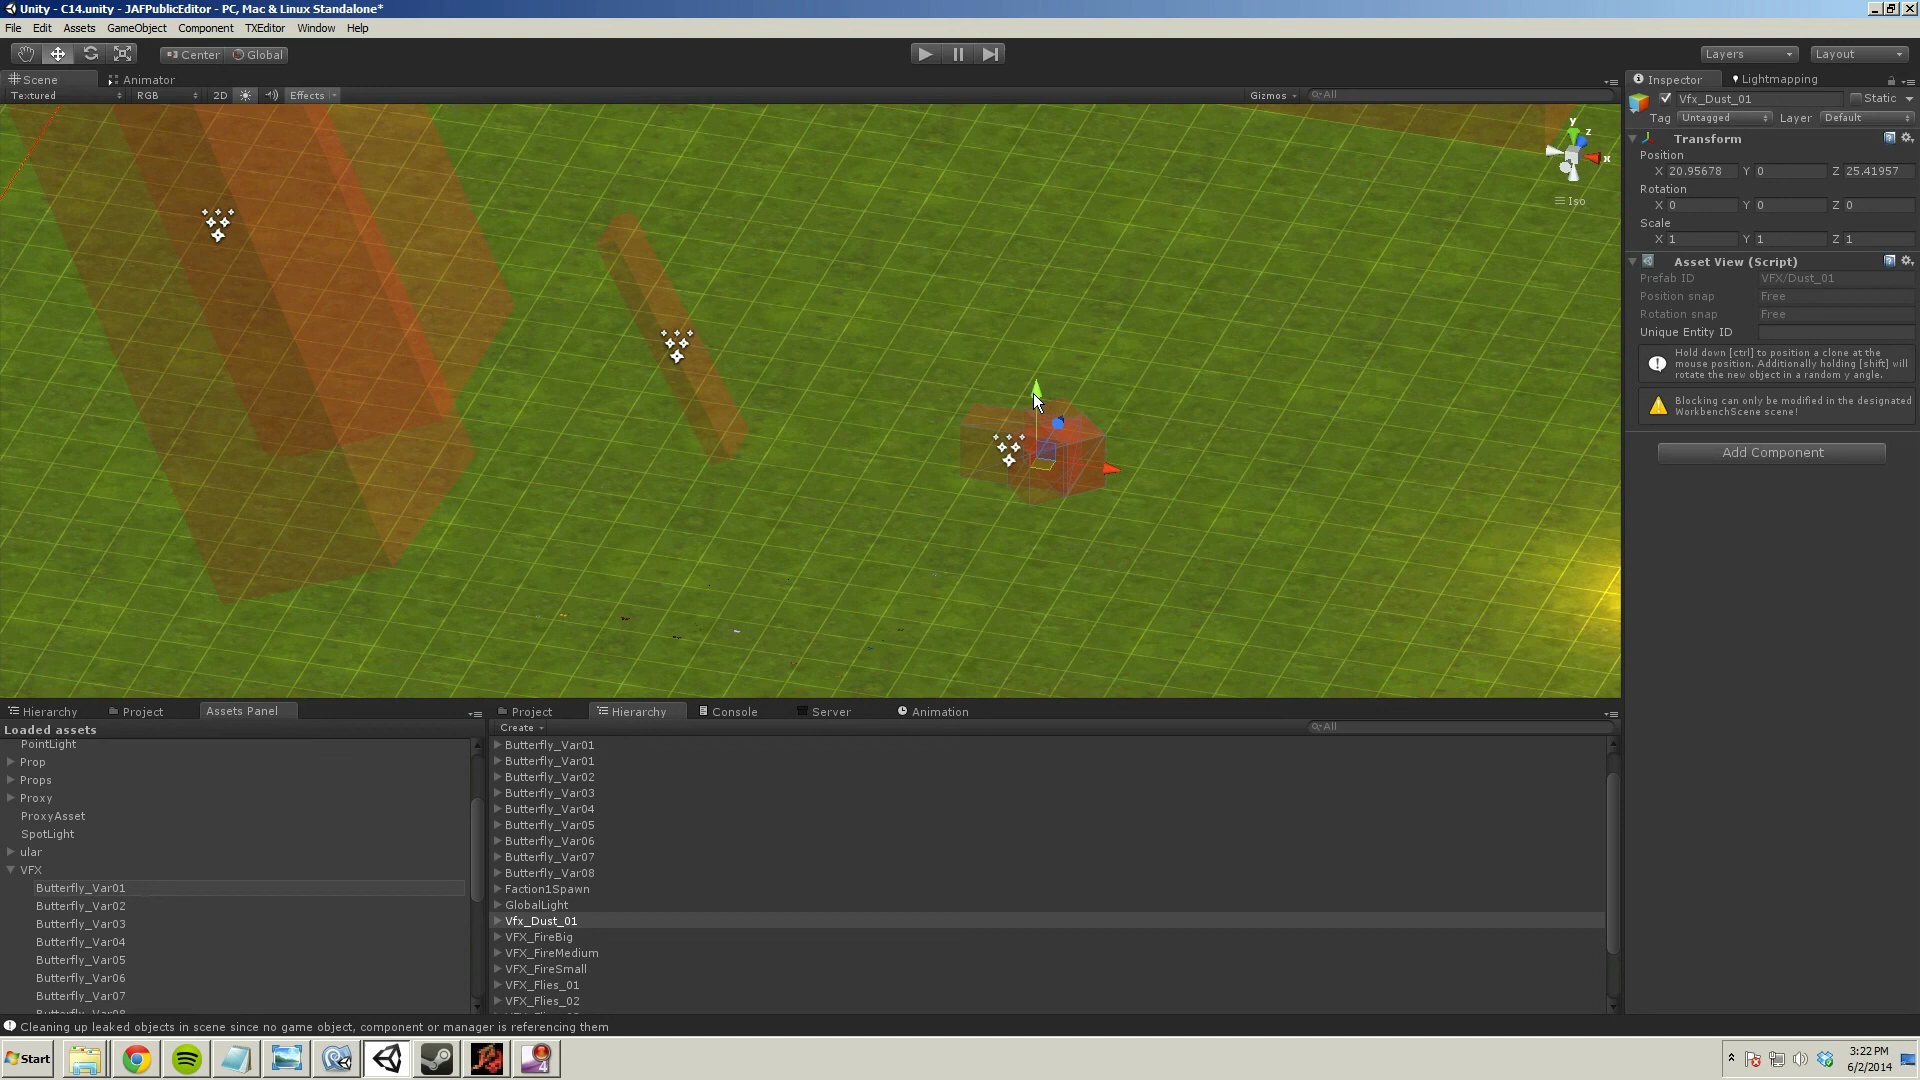 Unity - C14.unity - JAFPublicEditor - PC, Mac & Linux Standalone*
File Edit Assets GameObject Component TXEditor Window Help
Center Global Layers Layout
Scene Animator
Textured RGB 2D Effects Gizmos All
y
z
x
Iso
Inspector Lightmapping
Vfx_Dust_01 Static
Tag Untagged Layer Default
Transform
Position
X 20.95678 Y 0 Z 25.41957
Rotation
X 0 Y 0 Z 0
Scale
X 1 Y 1 Z 1
Asset View (Script)
Prefab ID VFX/Dust_01
Position snap Free
Rotation snap Free
Unique Entity ID
Hold down [ctrl] to position a clone at the
mouse position. Additionally holding [shift] will
rotate the new object in a random y angle.
Blocking can only be modified in the designated
WorkbenchScene scene!
Add Component
Hierarchy Project Assets Panel
Loaded assets
PointLight
Prop
Props
Proxy
ProxyAsset
SpotLight
ular
VFX
Butterfly_Var01
Butterfly_Var02
Butterfly_Var03
Butterfly_Var04
Butterfly_Var05
Butterfly_Var06
Butterfly_Var07
Project Hierarchy Console Server Animation
Create All
Butterfly_Var01
Butterfly_Var01
Butterfly_Var02
Butterfly_Var03
Butterfly_Var04
Butterfly_Var05
Butterfly_Var06
Butterfly_Var07
Butterfly_Var08
Faction1Spawn
GlobalLight
Vfx_Dust_01
VFX_FireBig
VFX_FireMedium
VFX_FireSmall
VFX_Flies_01
VFX_Flies_02
Cleaning up leaked objects in scene since no game object, component or manager is referencing them
Start
4
3:22 PM
6/2/2014